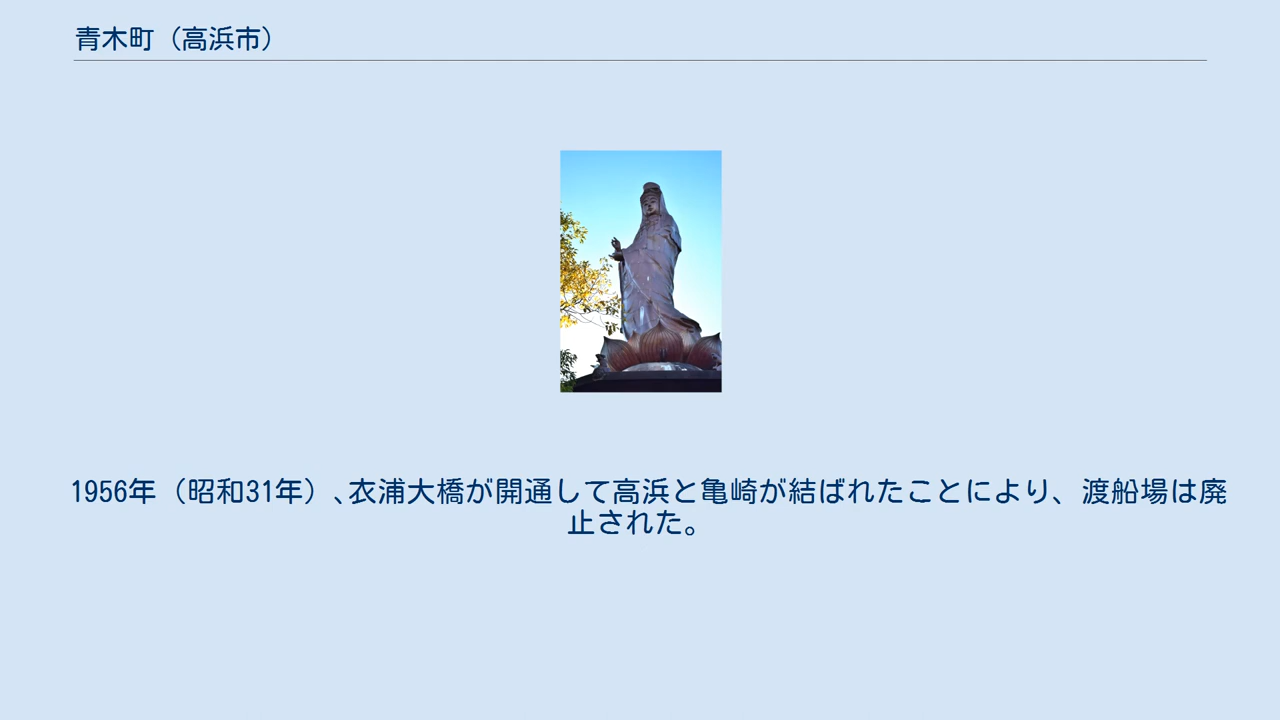 青木町（高浜市）
1956年（昭和31年）､衣浦大橋が開通して高浜と亀崎が結ばれたことにより、渡船場は廃
止された。